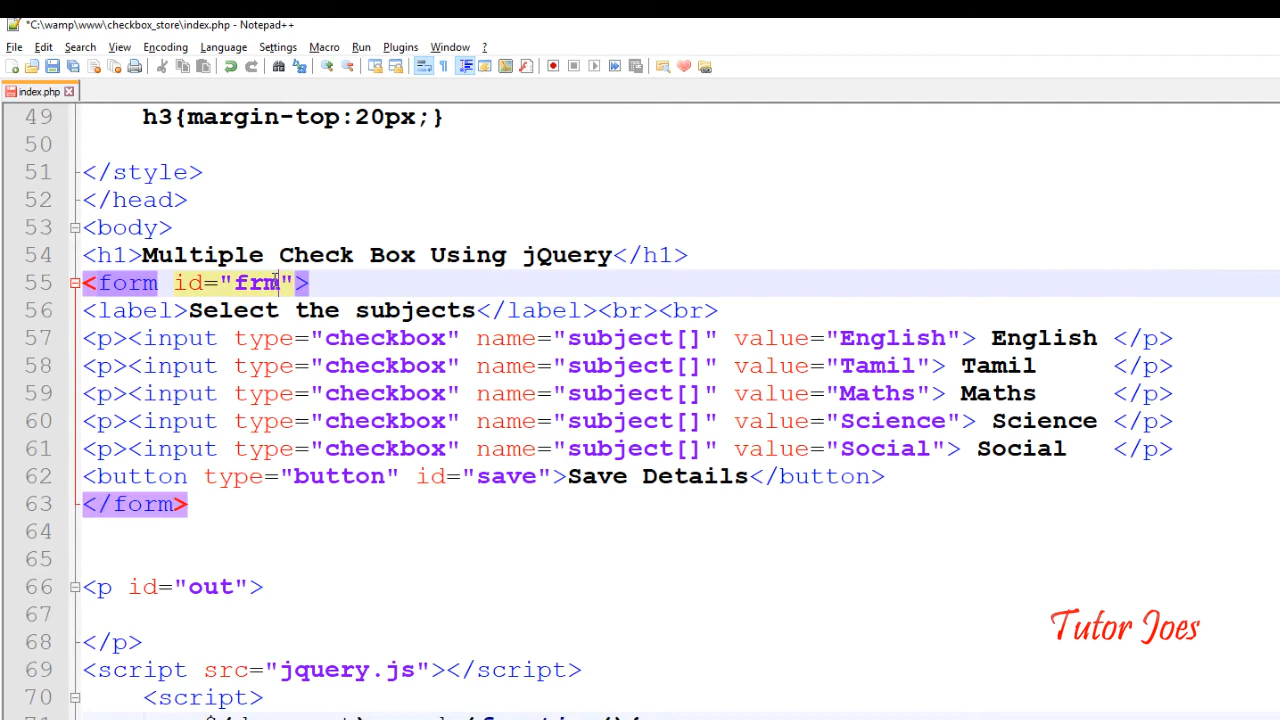 *C:\wamp\www\checkbox_store\index.php - Notepad++
File Edit Search View Encoding Language Settings Macro Run Plugins Window ?
index.php
49 h3{margin-top:20px;}
50
51 </style>
52 </head>
53 <body>
54 <h1>Multiple Check Box Using jQuery</h1>
55 <form id="frm">
56 <label>Select the subjects</label><br><br>
57 <p><input type="checkbox" name="subject[]" value="English"> English </p>
58 <p><input type="checkbox" name="subject[]" value="Tamil"> Tamil </p>
59 <p><input type="checkbox" name="subject[]" value="Maths"> Maths </p>
60 <p><input type="checkbox" name="subject[]" value="Science"> Science </p>
61 <p><input type="checkbox" name="subject[]" value="Social"> Social </p>
62 <button type="button" id="save">Save Details</button>
63 </form>
64
65
66 <p id="out">
67
Tutor Joes
68 </p>
69 <script src="jquery.js"></script>
70 <script>